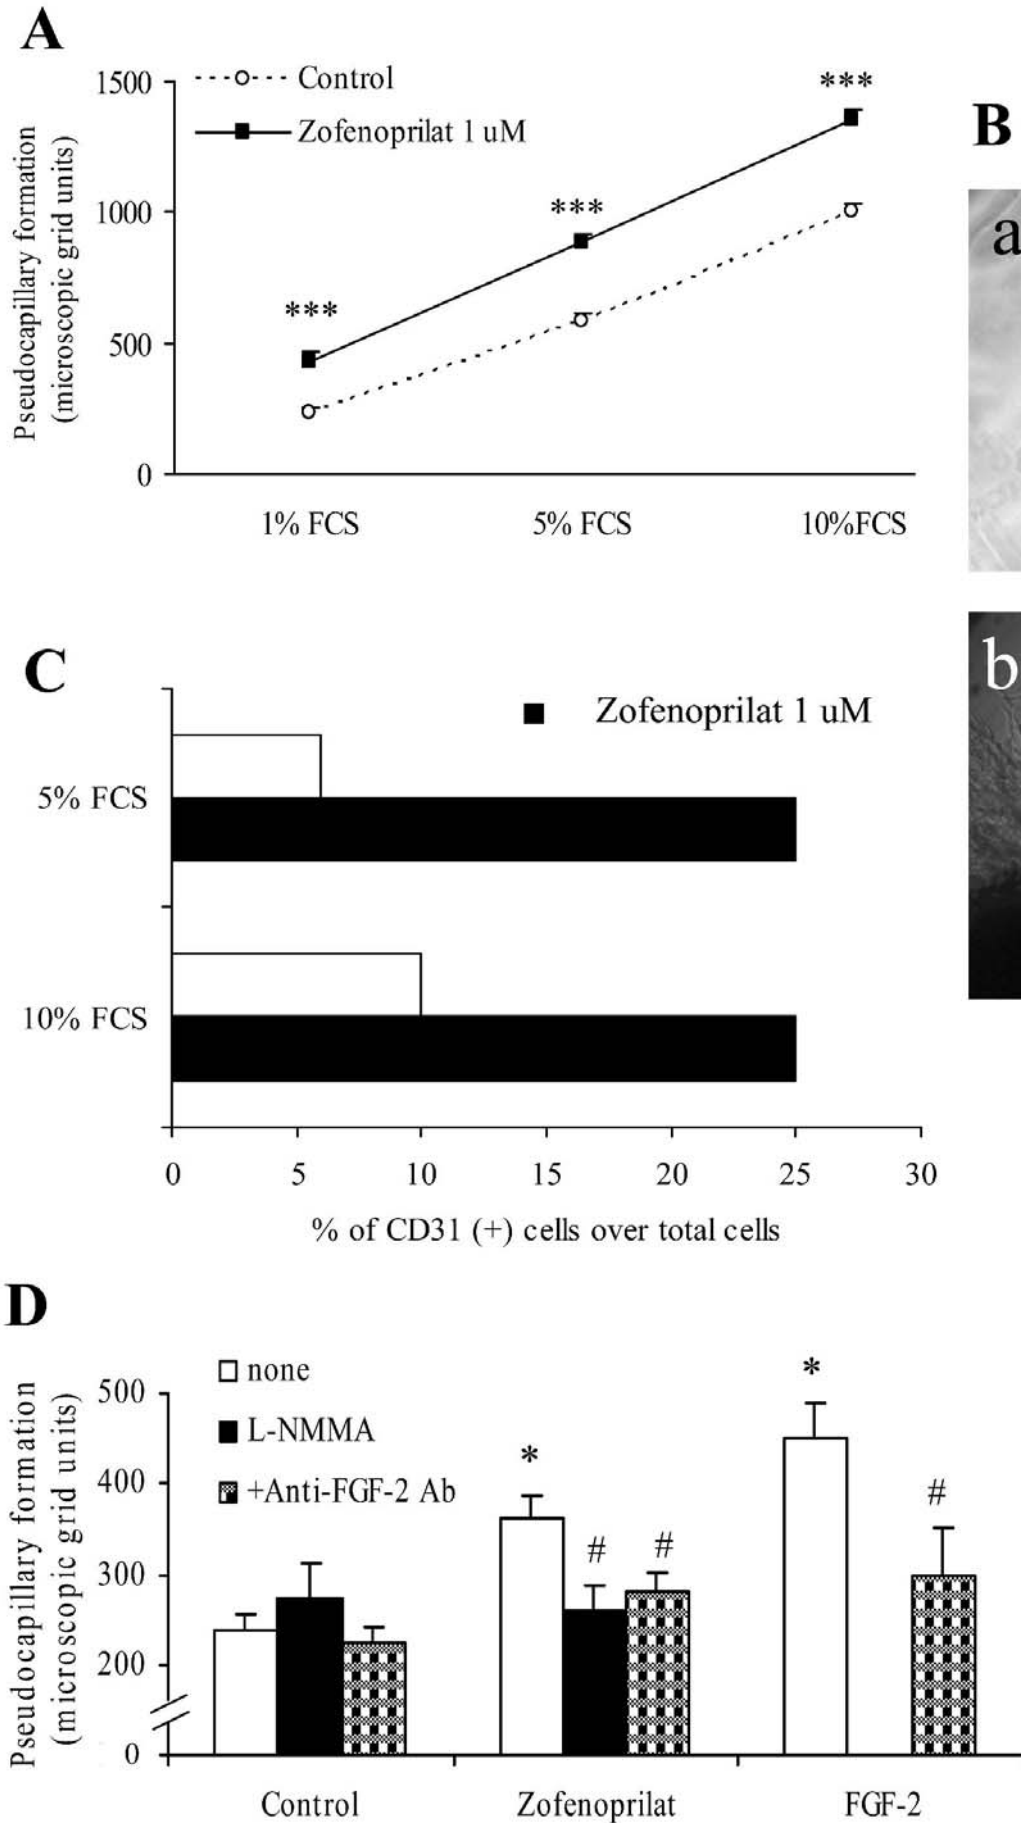 A
Pseudocapillary formation
(microscopic grid units)
1500
1000
500
0
Control
Zofenoprilat 1 uM
***
***
***
1% FCS
5% FCS
10%FCS
B
a
b
C
Zofenoprilat 1 uM
5% FCS
10% FCS
0
5
10
15
20
25
30
% of CD31 (+) cells over total cells
D
Pseudocapillary formation
(microscopic grid units)
500
400
300
200
0
none
L-NMMA
+Anti-FGF-2 Ab
*
#
#
*
#
Control
Zofenoprilat
FGF-2